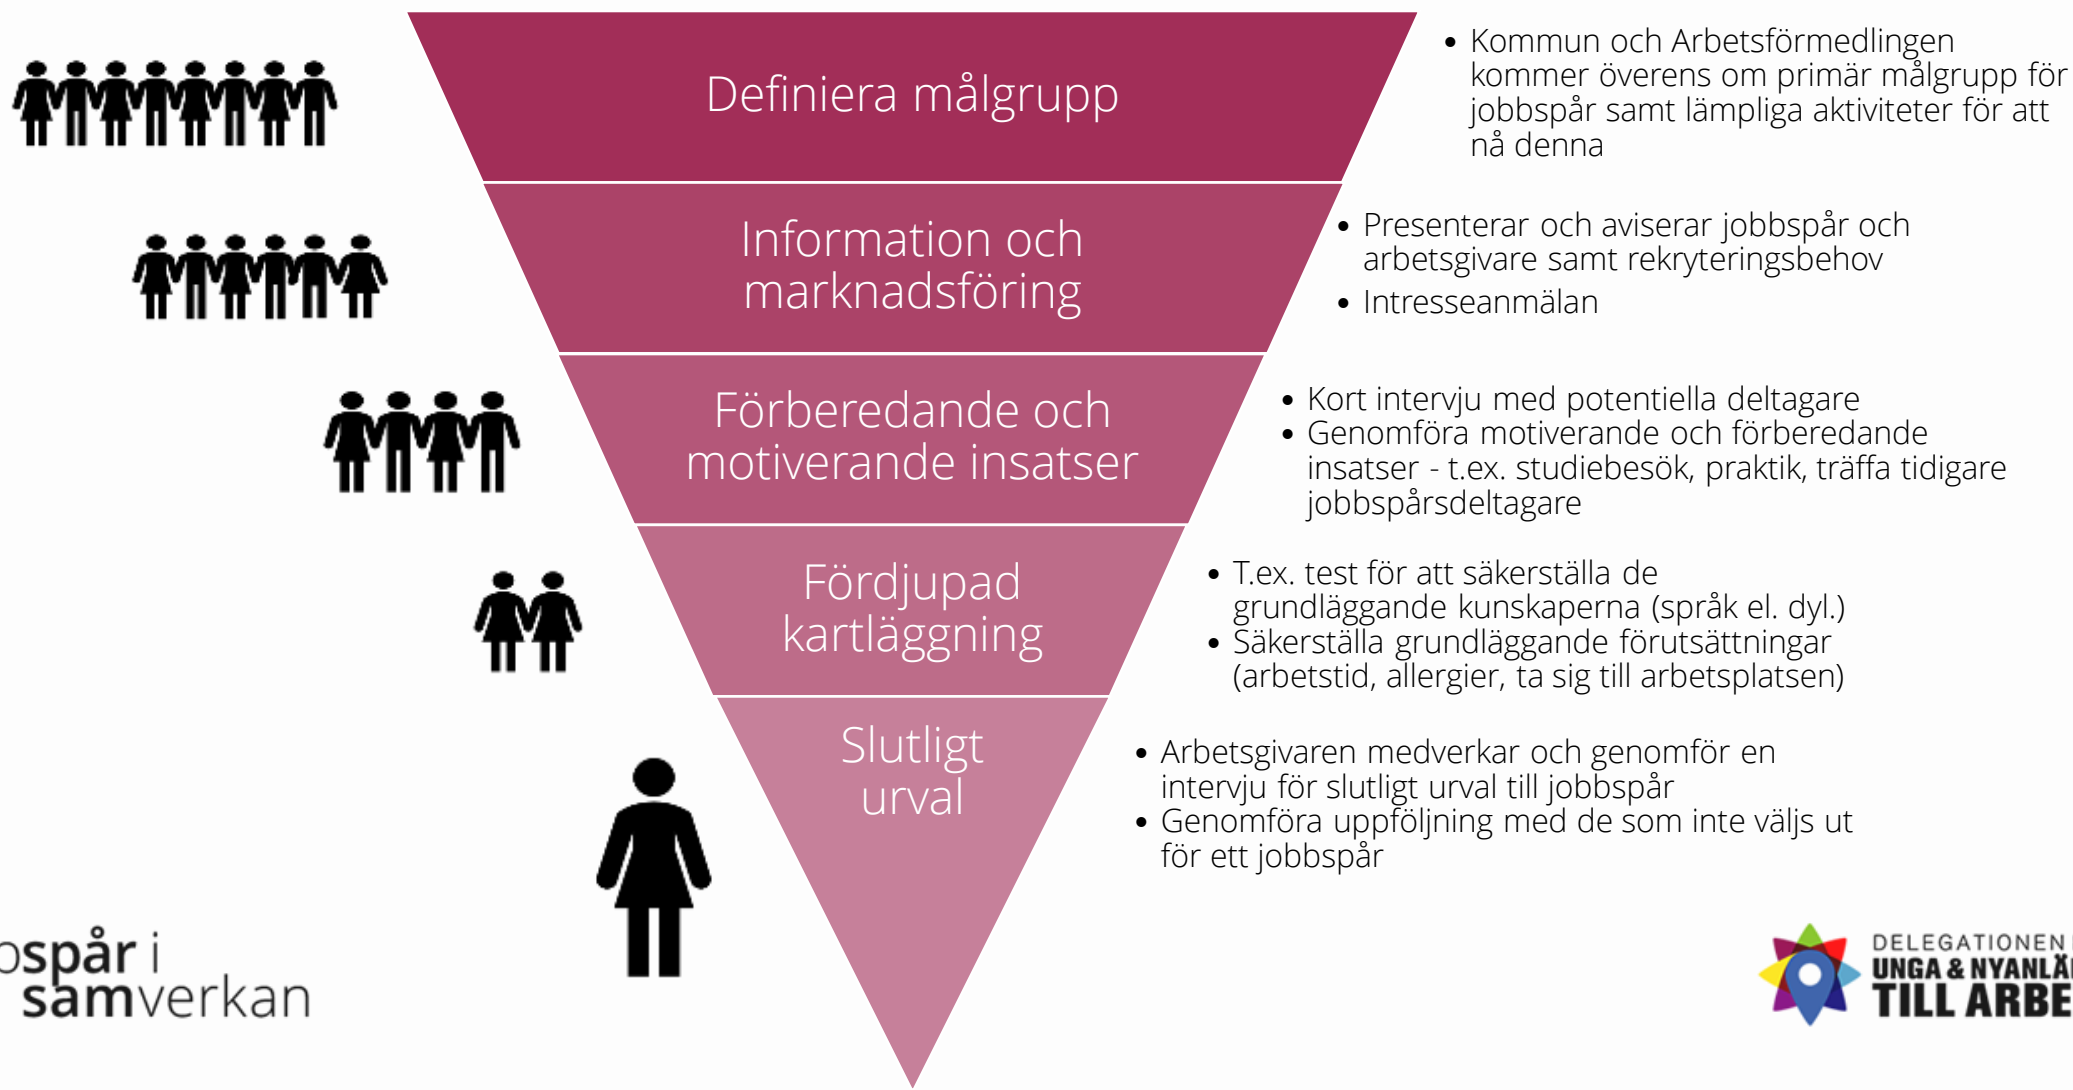 Definiera målgrupp
• Kommun och Arbetsförmedlingen
kommer överens om primär målgrupp för
jobbspår samt lämpliga aktiviteter för att
nå denna
Information och
marknadsföring
• Presenterar och aviserar jobbspår och
arbetsgivare samt rekryteringsbehov
• Intresseanmälan
Förberedande och
motiverande insatser
• Kort intervju med potentiella deltagare
• Genomföra motiverande och förberedande
insatser - t.ex. studiebesök, praktik, träffa tidigare
jobbspårsdeltagare
Fördjupad
kartläggning
• T.ex. test för att säkerställa de
grundläggande kunskaperna (språk el. dyl.)
• Säkerställa grundläggande förutsättningar
(arbetstid, allergier, ta sig till arbetsplatsen)
Slutligt
urval
• Arbetsgivaren medverkar och genomför en
intervju för slutligt urval till jobbspår
• Genomföra uppföljning med de som inte väljs ut
för ett jobbspår
spår i
samverkan
DELEGATIONEN
UNGA & NYANLÄ
TILL ARBE